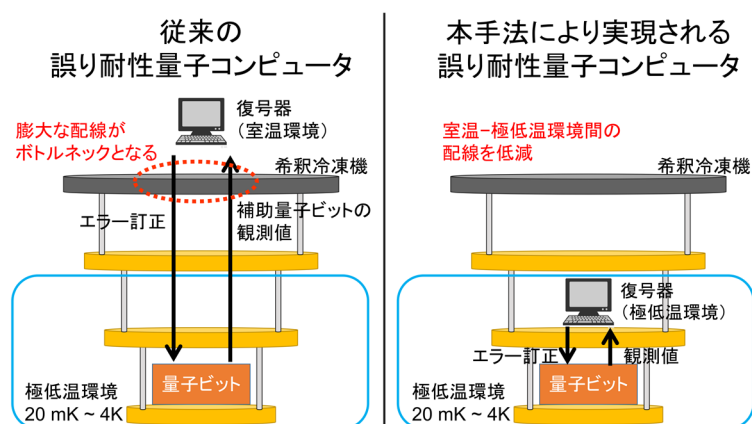 従来の
誤り耐性量子コンピュータ
復号器
（室温環境）
膨大な配線が
ボトルネックとなる
希釈冷凍機
エラー訂正
補助量子ビットの
観測値
量子ビット
極低温環境
20 mK ~ 4K
本手法により実現される
誤り耐性量子コンピュータ
室温−極低温環境間の
配線を低減
希釈冷凍機
復号器
（極低温環境）
エラー訂正
観測値
量子ビット
極低温環境
20 mK ~ 4K